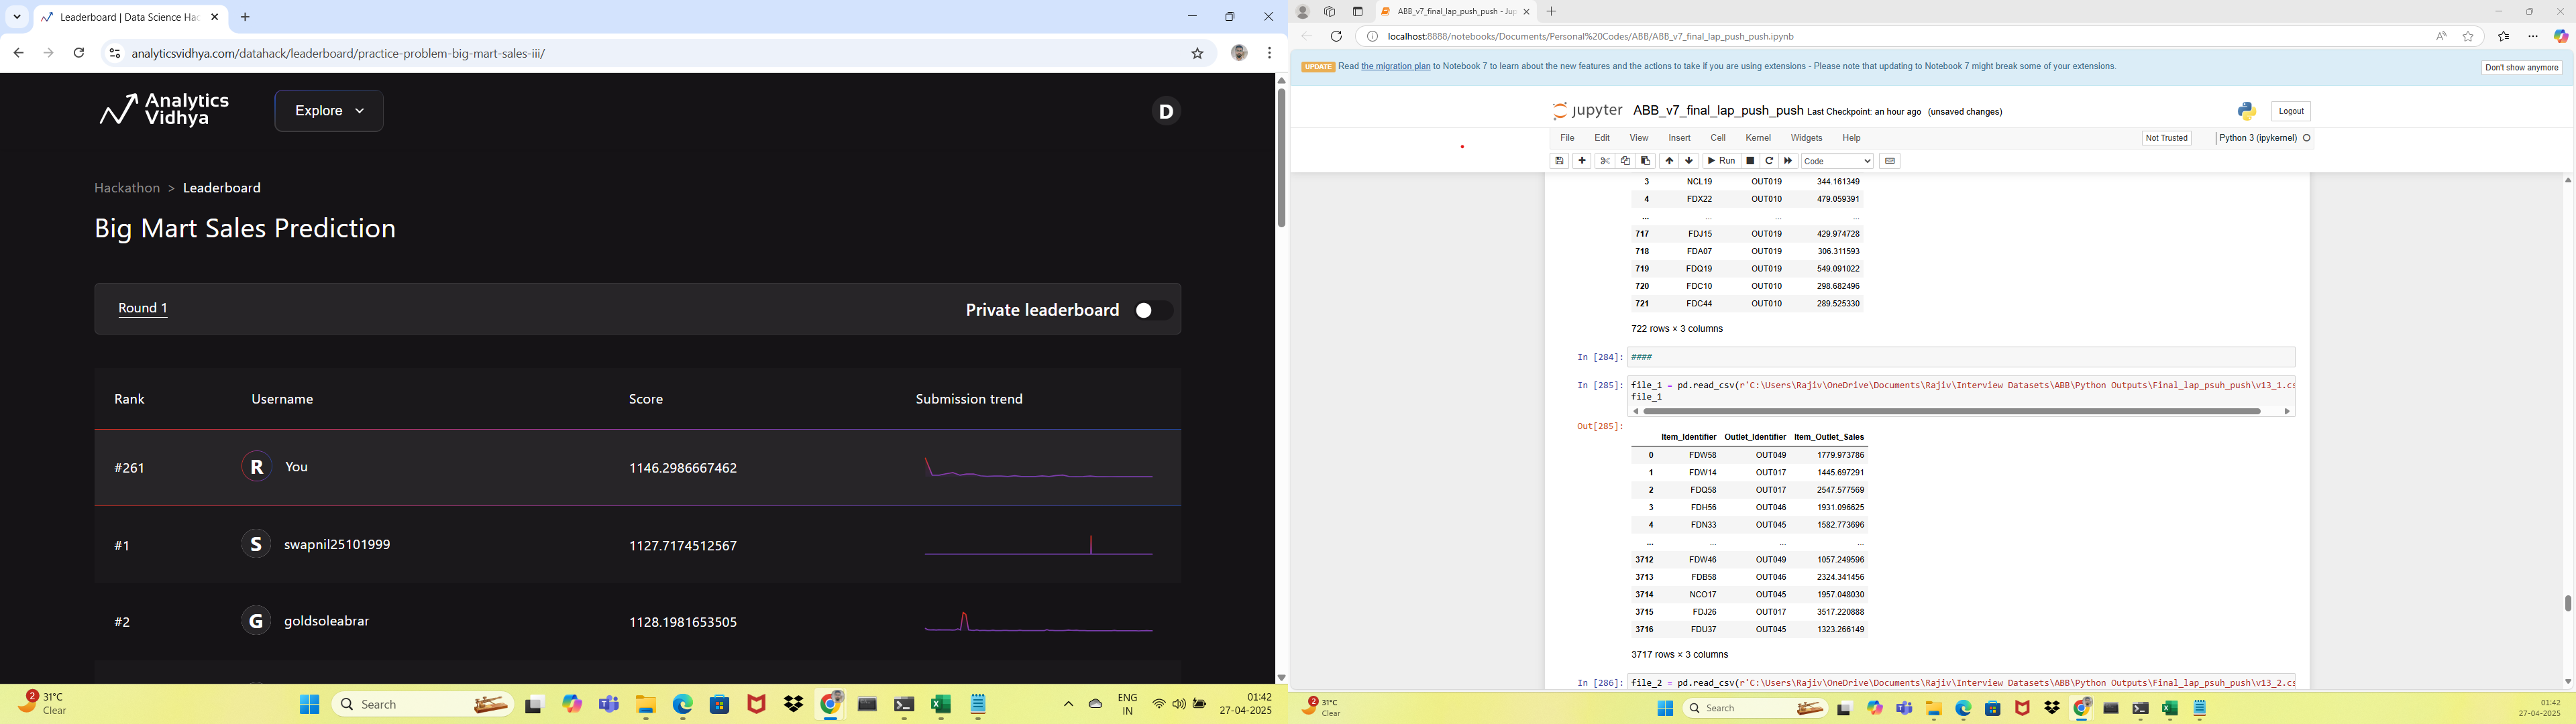 Leaderboard | Data Science Hac
analyticsvidhya.com/datahack/leaderboard/practice-problem-big-mart-sales-iii/
Analytics
Vidhya
Explore
D
Hackathon > Leaderboard
Big Mart Sales Prediction
Round 1
Private leaderboard
Rank Username Score Submission trend
#261 R You 1146.2986667462
#1 S swapnil25101999 1127.7174512567
#2 G goldsoleabrar 1128.1981653505
2
31°C
Clear
Search
ENG
IN
01:42
27-04-2025
ABB_v7_final_lap_push_push - Jup
localhost:8888/notebooks/Documents/Personal%20Codes/ABB/ABB_v7_final_lap_push_push.ipynb
UPDATE Read the migration plan to Notebook 7 to learn about the new features and the actions to take if you are using extensions - Please note that updating to Notebook 7 might break some of your extensions.
Don't show anymore
jupyter ABB_v7_final_lap_push_push Last Checkpoint: an hour ago (unsaved changes)
Logout
File Edit View Insert Cell Kernel Widgets Help
Not Trusted
Python 3 (ipykernel)
Run
Code
3 NCL19 OUT019 344.161349
4 FDX22 OUT010 479.059391
... ... ... ...
717 FDJ15 OUT019 429.974728
718 FDA07 OUT019 306.311593
719 FDQ19 OUT019 549.091022
720 FDC10 OUT010 298.682496
721 FDC44 OUT010 289.525330
722 rows × 3 columns
In [284]: ####
In [285]: file_1 = pd.read_csv(r'C:\Users\Rajiv\OneDrive\Documents\Rajiv\Interview Datasets\ABB\Python Outputs\Final_lap_psuh_push\v13_1.cs
file_1
Out[285]:
Item_Identifier Outlet_Identifier Item_Outlet_Sales
0 FDW58 OUT049 1779.973786
1 FDW14 OUT017 1445.697291
2 FDQ58 OUT017 2547.577569
3 FDH56 OUT046 1931.096625
4 FDN33 OUT045 1582.773696
... ... ... ...
3712 FDW46 OUT049 1057.249596
3713 FDB58 OUT046 2324.341456
3714 NCO17 OUT045 1957.048030
3715 FDJ26 OUT017 3517.220888
3716 FDU37 OUT045 1323.266149
3717 rows × 3 columns
In [286]: file_2 = pd.read_csv(r'C:\Users\Rajiv\OneDrive\Documents\Rajiv\Interview Datasets\ABB\Python Outputs\Final_lap_psuh_push\v13_2.cs
2
31°C
Clear
Search
01:42
27-04-2025